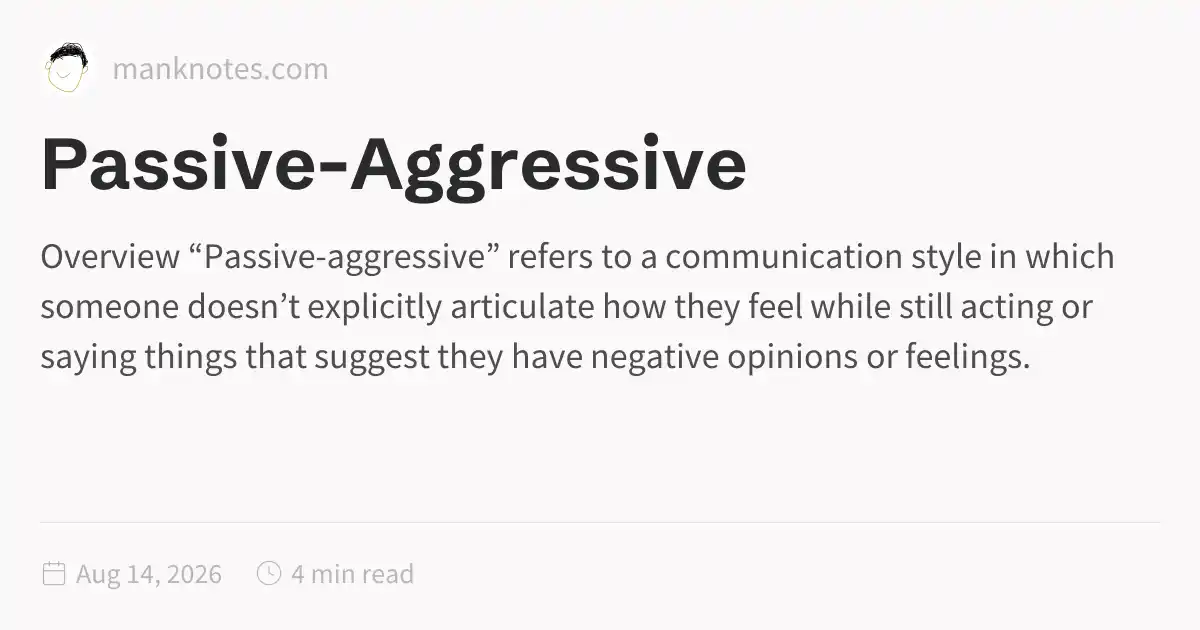 manknotes.com
Passive-Aggressive
Overview “Passive-aggressive” refers to a communication style in which
someone doesn’t explicitly articulate how they feel while still acting or
saying things that suggest they have negative opinions or feelings.
Aug 14, 2026 4 min read